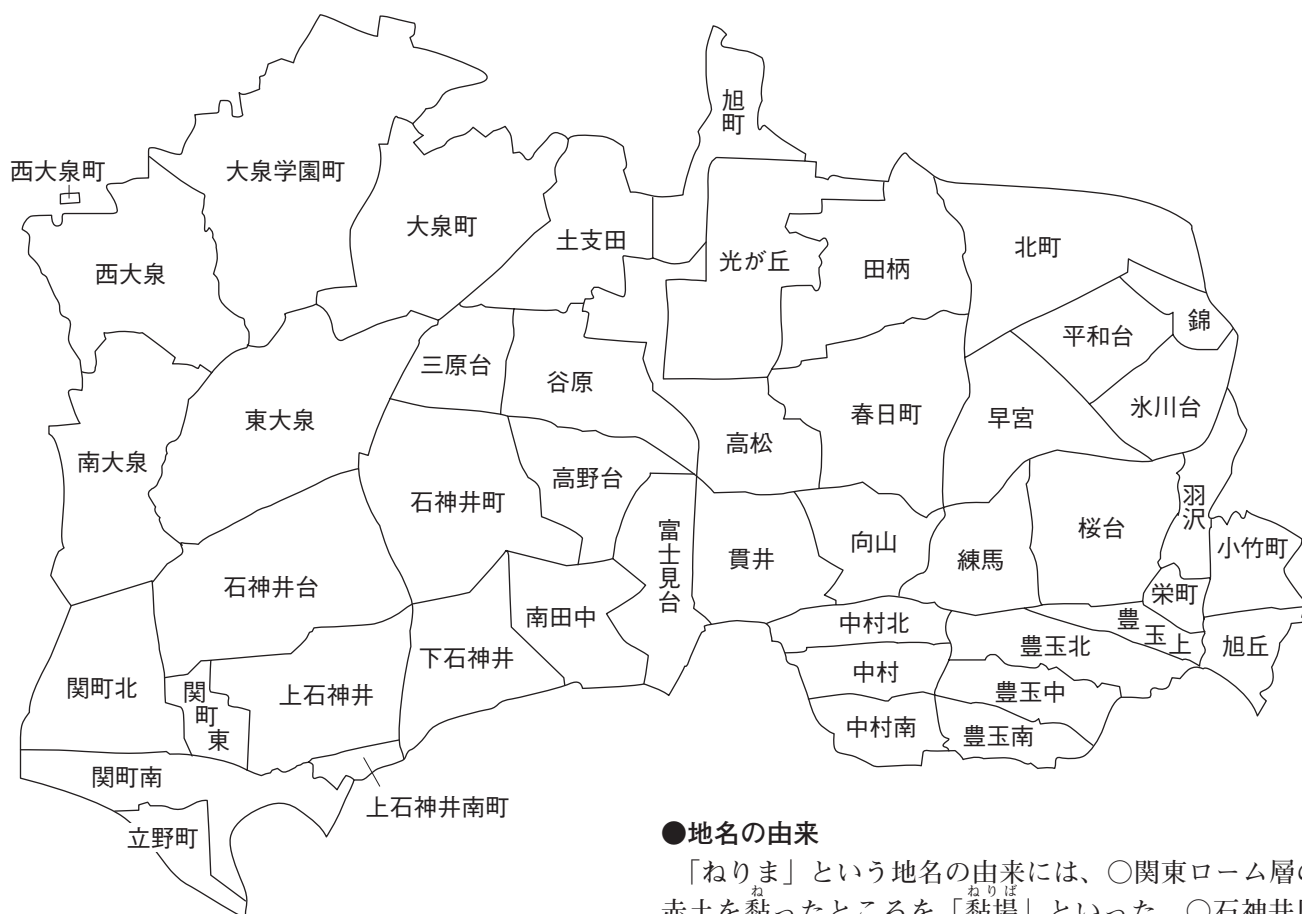 旭町
西大泉町
大泉学園町
大泉町
土支田
光が丘
田柄
北町
西大泉
錦
平和台
三原台
谷原
春日町
早宮
氷川台
東大泉
高松
南大泉
高野台
石神井町
富士見台
羽沢
桜台
貫井
向山
練馬
小竹町
石神井台
栄町
南田中
中村北
豊玉上
豊玉北
旭丘
下石神井
中村
関町北
関町東
上石神井
豊玉中
中村南
豊玉南
関町南
上石神井南町
立野町
●地名の由来
「ねりま」という地名の由来には、○関東ローム層の
赤土を黏ったところを「黏場」といった、○石神井